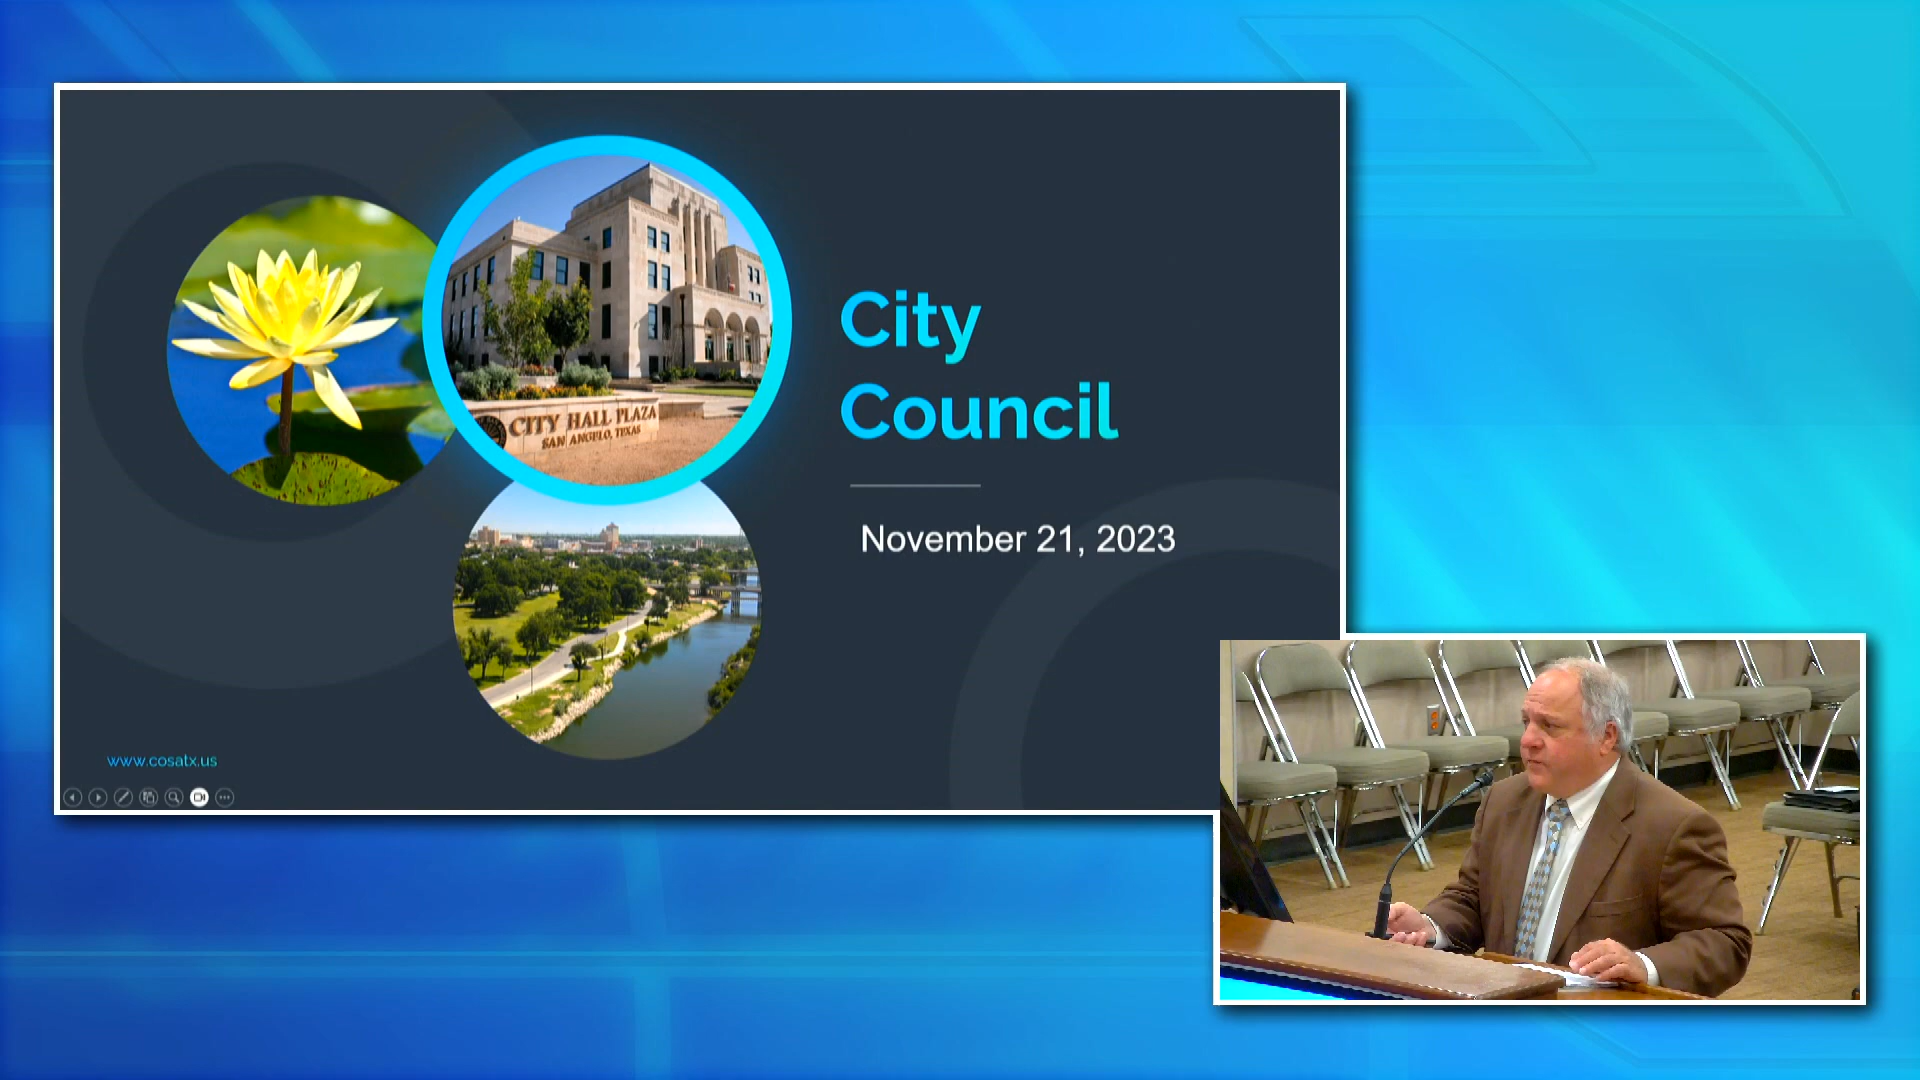 City
Council
November 21, 2023
CITY HALL PLAZA
SAN ANGELO, TEXAS
www.cosatx.us